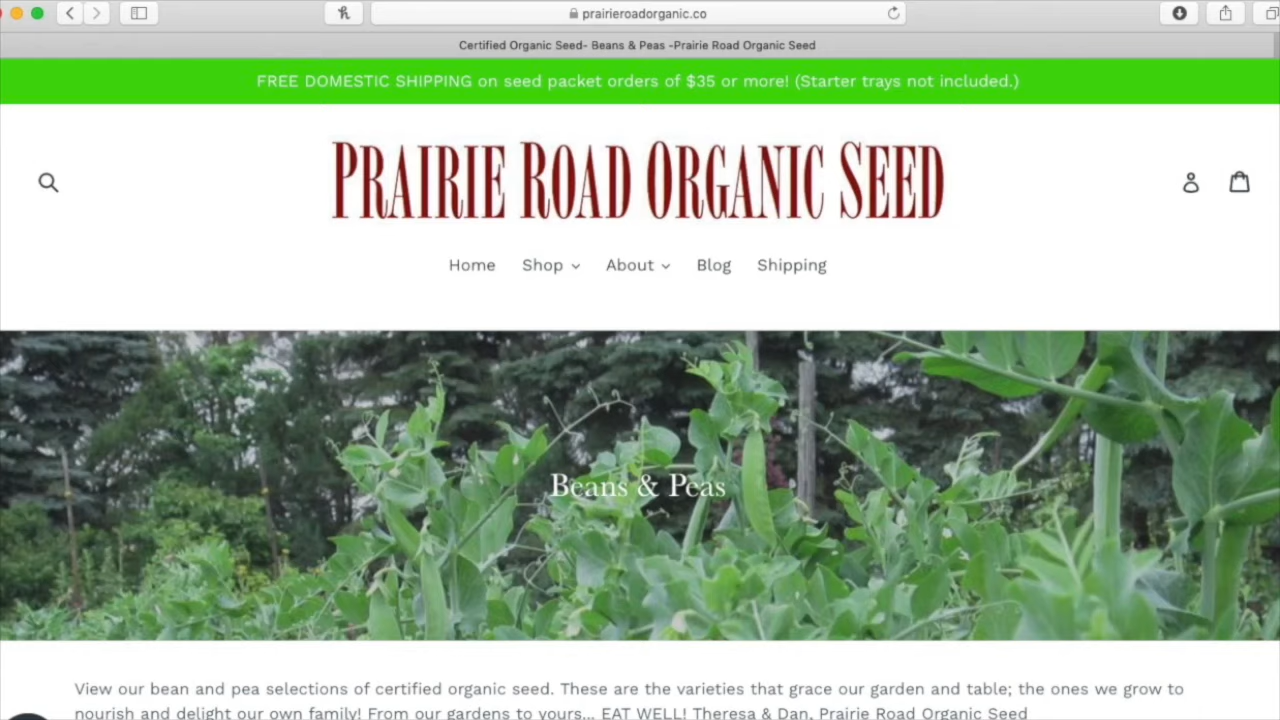 prairieroadorganic.co
Certified Organic Seed- Beans & Peas -Prairie Road Organic Seed
FREE DOMESTIC SHIPPING on seed packet orders of $35 or more! (Starter trays not included.)
PRAIRIE ROAD ORGANIC SEED
Home Shop About Blog Shipping
Beans & Peas
View our bean and pea selections of certified organic seed. These are the varieties that grace our garden and table; the ones we grow to
nourish and delight our own family! From our gardens to yours... EAT WELL! Theresa & Dan, Prairie Road Organic Seed